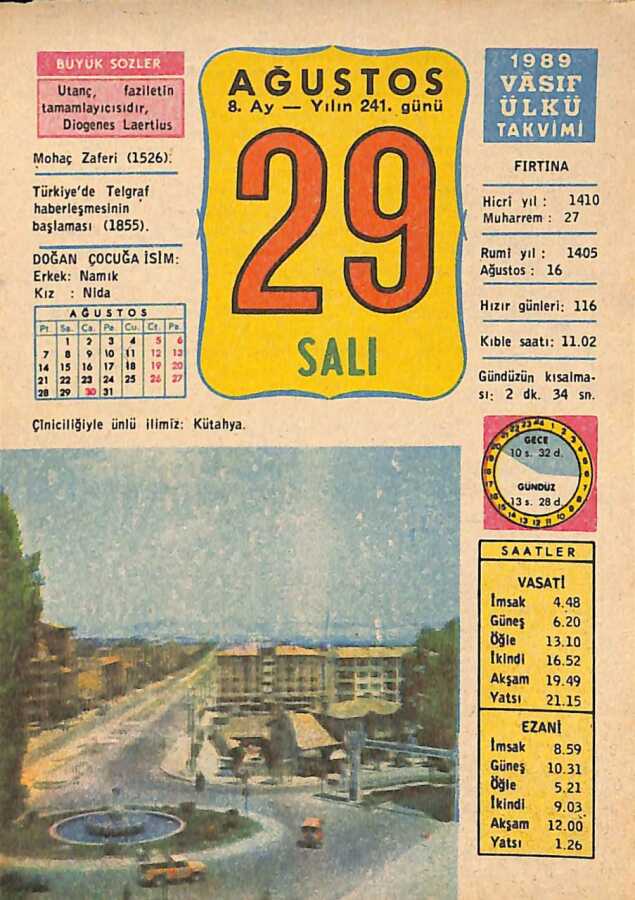 BÜYÜK SÖZLER
Utanç, faziletin
tamamlayıcısıdır,
Diogenes Laertius
Mohaç Zaferi (1526).
Türkiye'de Telgraf
haberleşmesinin
başlaması (1855).
DOĞAN ÇOCUĞA İSİM:
Erkek: Namık
Kız : Nida
AĞUSTOS
Pt. Sa. Ça. Pe. Cu. Ct. Pa.
1 2 3 4 5 6
7 8 9 10 11 12 13
14 15 16 17 18 19 20
21 22 23 24 25 26 27
28 29 30 31
AĞUSTOS
8. Ay — Yılın 241. günü
29
SALI
1989
VÂSIF
ÜLKÜ
TAKVİMİ
FIRTINA
Hicrî yıl : 1410
Muharrem : 27
Rumî yıl : 1405
Ağustos : 16
Hızır günleri: 116
Kıble saatı: 11.02
Gündüzün kısalma-
sı: 2 dk. 34 sn.
Çiniciliğiyle ünlü ilimiz: Kütahya.
GECE
10 s. 32 d.
GÜNDÜZ
13 s. 28 d.
SAATLER
VASATİ
İmsak 4.48
Güneş 6.20
Öğle 13.10
İkindi 16.52
Akşam 19.49
Yatsı 21.15
EZANİ
İmsak 8.59
Güneş 10.31
Öğle 5.21
İkindi 9.03
Akşam 12.00
Yatsı 1.26